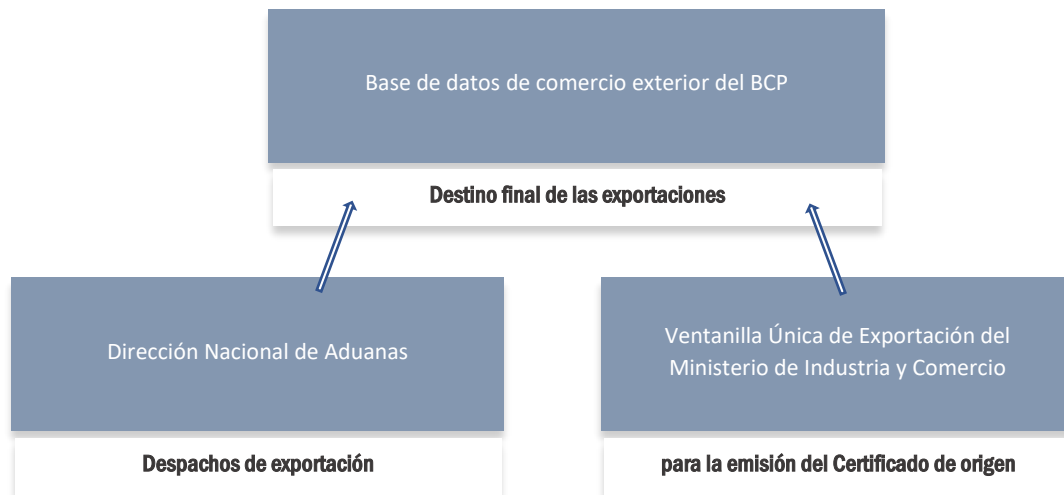 Base de datos de comercio exterior del BCP
Destino final de las exportaciones
Dirección Nacional de Aduanas
Despachos de exportación
Ventanilla Única de Exportación del
Ministerio de Industria y Comercio
para la emisión del Certificado de origen